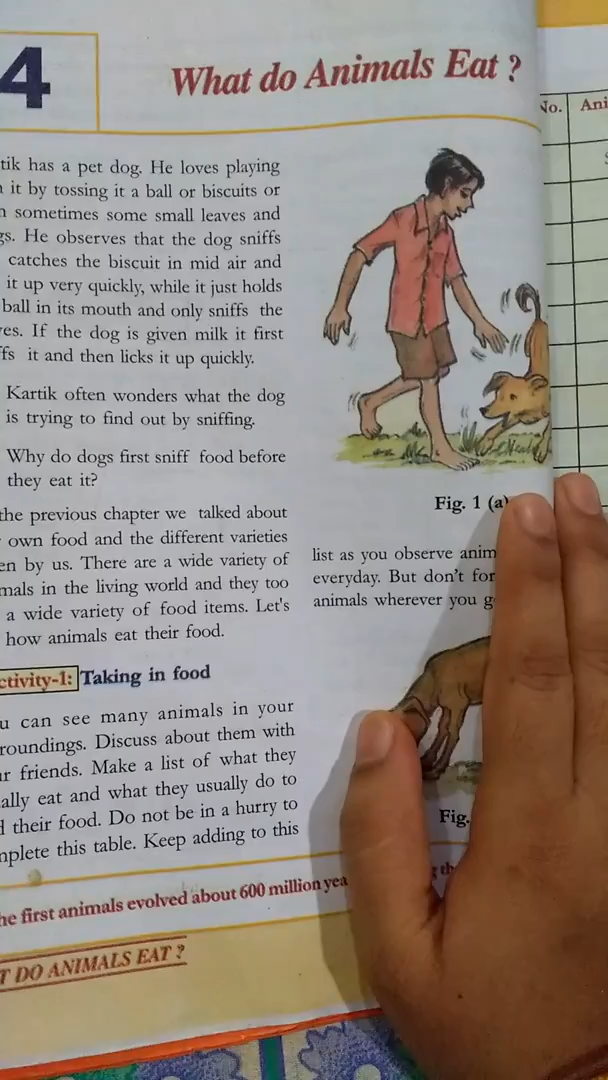 4
What do Animals Eat ?
tik has a pet dog. He loves playing
it by tossing it a ball or biscuits or
n sometimes some small leaves and
gs. He observes that the dog sniffs
catches the biscuit in mid air and
it up very quickly, while it just holds
ball in its mouth and only sniffs the
ves. If the dog is given milk it first
ffs it and then licks it up quickly.
Kartik often wonders what the dog
is trying to find out by sniffing.
Why do dogs first sniff food before
they eat it?
the previous chapter we talked about
own food and the different varieties
en by us. There are a wide variety of
mals in the living world and they too
a wide variety of food items. Let's
how animals eat their food.
ctivity-1: Taking in food
u can see many animals in your
roundings. Discuss about them with
ur friends. Make a list of what they
ally eat and what they usually do to
d their food. Do not be in a hurry to
mplete this table. Keep adding to this
Fig. 1 (a)
list as you observe anim
everyday. But don't for
animals wherever you g
Fig.
he first animals evolved about 600 million yea
g th
T DO ANIMALS EAT ?
No. Ani